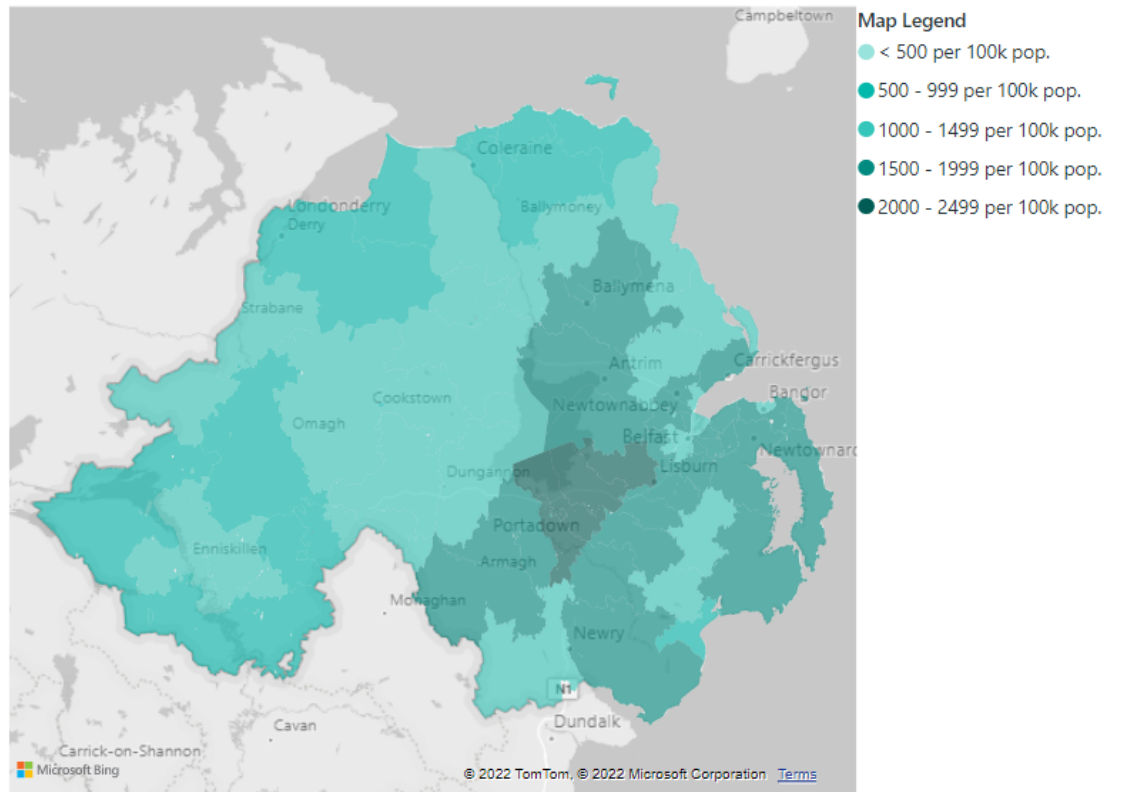 Campbeltown
Map Legend
< 500 per 100k pop.
500 - 999 per 100k pop.
1000 - 1499 per 100k pop.
1500 - 1999 per 100k pop.
2000 - 2499 per 100k pop.
Coleraine
Londonderry
Derry
Ballymoney
Ballymena
Strabane
Antrim
Carrickfergus
Bangor
Cookstown
Newtownabbey
Omagh
Belfast
Newtownard
Dungannon
Lisburn
Portadown
Enniskillen
Armagh
Monaghan
Newry
N1
Dundalk
Cavan
Carrick-on-Shannon
Microsoft Bing
© 2022 TomTom, © 2022 Microsoft Corporation Terms